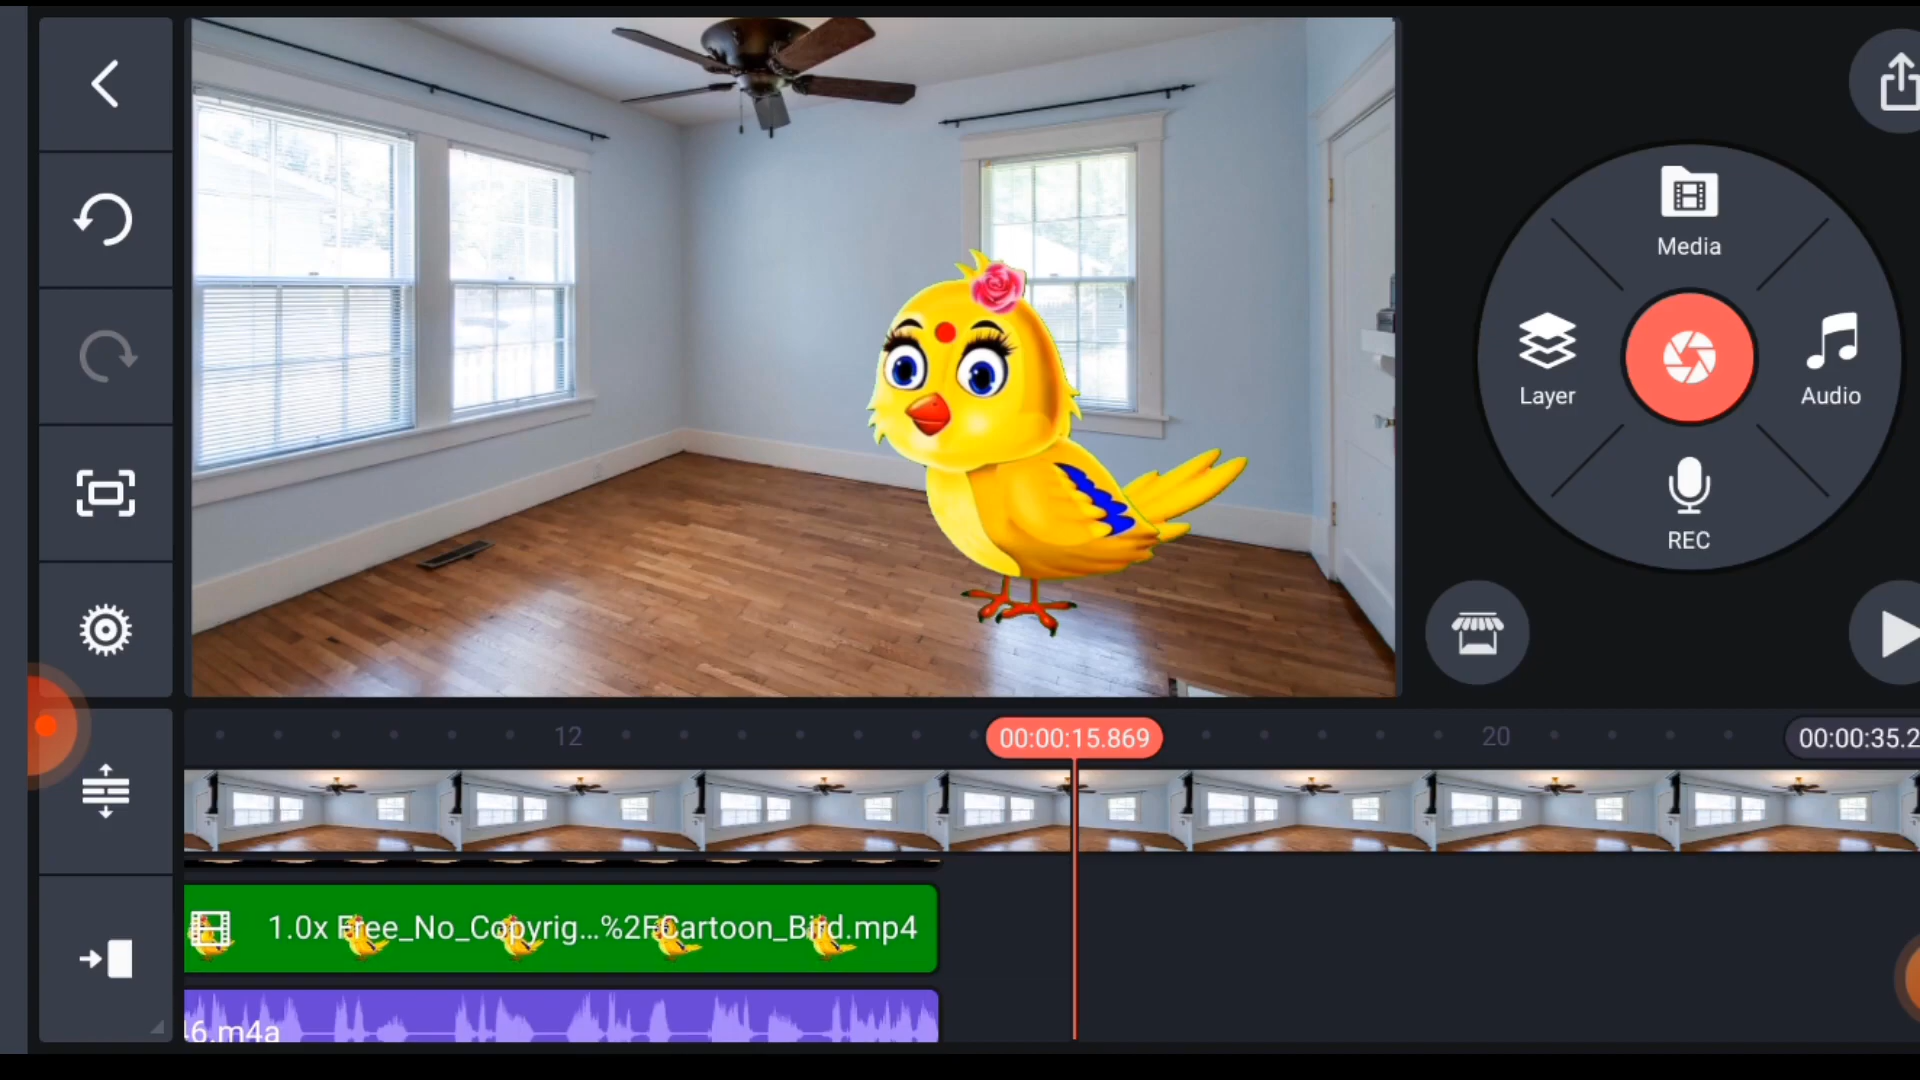 Media
Layer
Audio
REC
12
00:00:15.869
20
00:00:35.2
1.0x Free_No_Copyrig...%2FCartoon_Bird.mp4
46.m4a